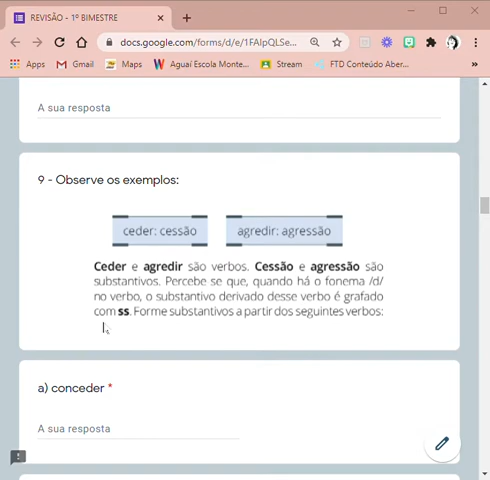 REVISÃO - 1º BIMESTRE
docs.google.com/forms/d/e/1FAIpQLSe...
Apps
Gmail
Maps
Aguaí Escola Monte...
Stream
FTD Conteúdo Aber...
A sua resposta
9 - Observe os exemplos:
ceder: cessão
agredir: agressão
Ceder e agredir são verbos. Cessão e agressão são
substantivos. Percebe se que, quando há o fonema /d/
no verbo, o substantivo derivado desse verbo é grafado
com ss. Forme substantivos a partir dos seguintes verbos:
a) conceder *
A sua resposta